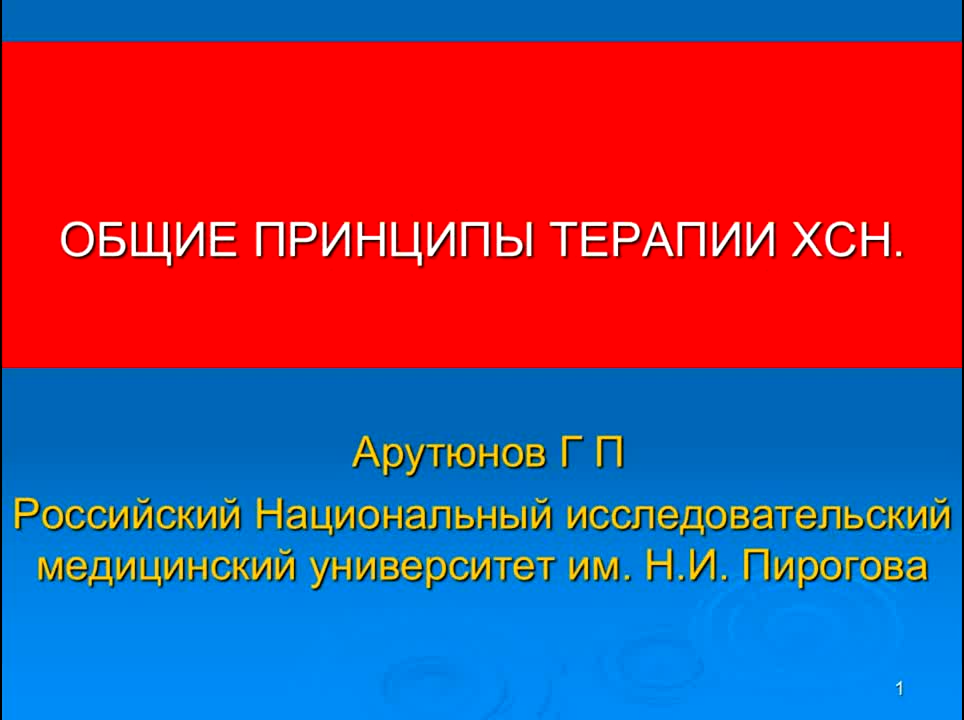 ОБЩИЕ ПРИНЦИПЫ ТЕРАПИИ ХСН.
Арутюнов Г П
Российский Национальный исследовательский
медицинский университет им. Н.И. Пирогова
1